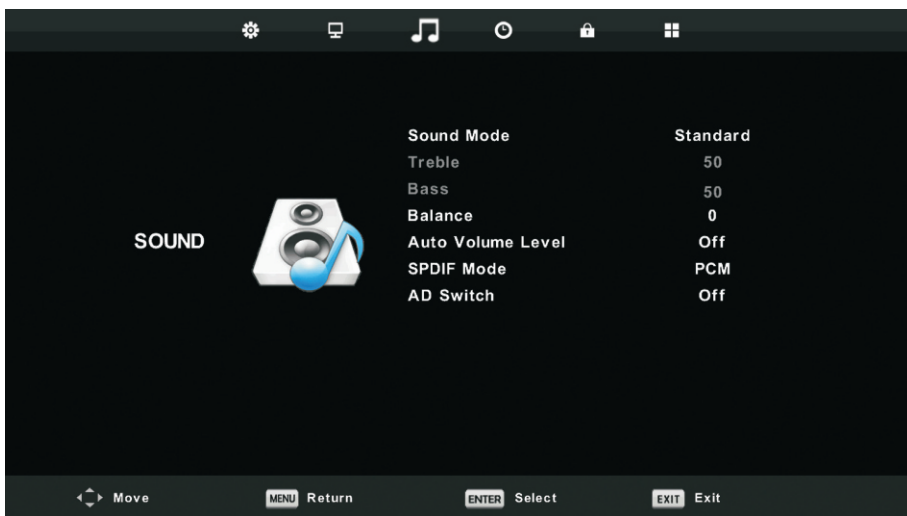 Sound Mode Standard
Treble 50
Bass 50
Balance 0
SOUND
Auto Volume Level Off
SPDIF Mode PCM
AD Switch Off
Move MENU Return ENTER Select EXIT Exit